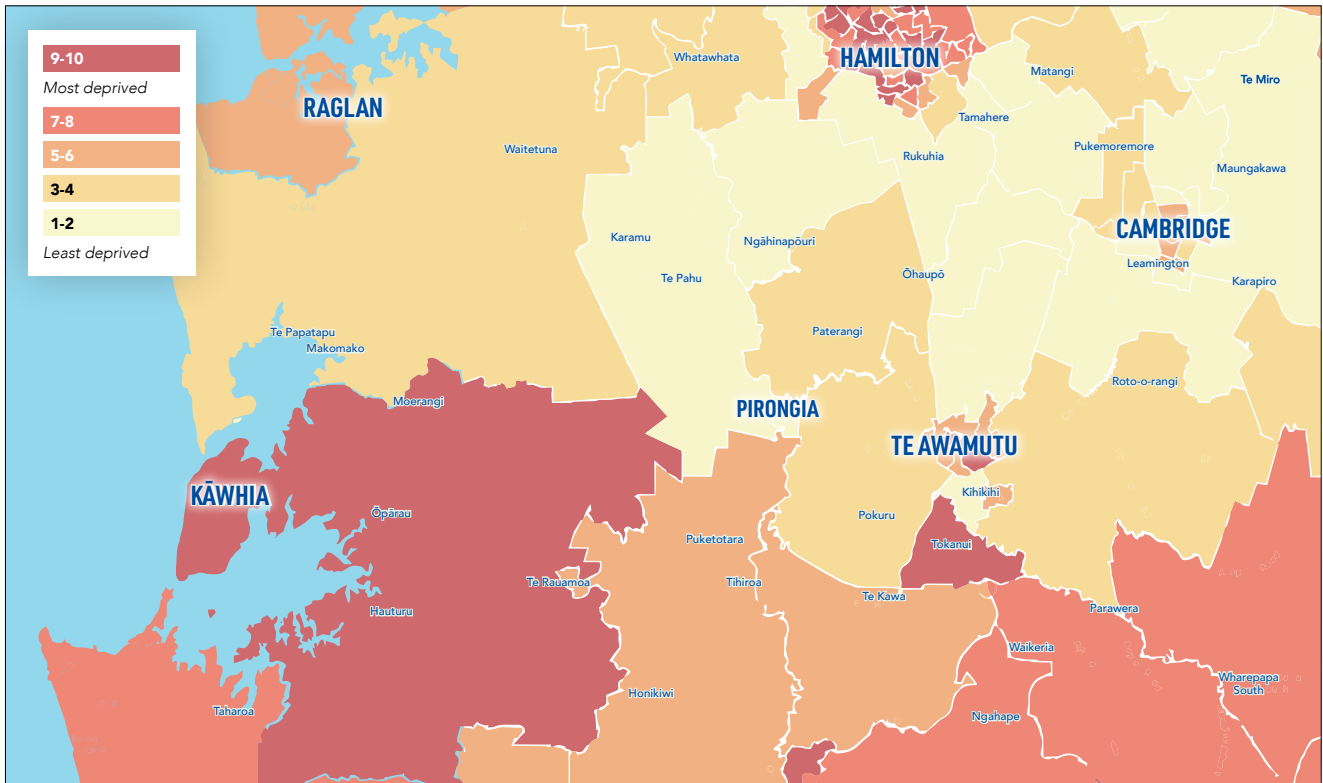 9-10
Most deprived
7-8
5-6
3-4
1-2
Least deprived
HAMILTON
Whatawhata
Matangi
Te Miro
RAGLAN
Tamahere
Waitetuna
Rukuhia
Pukemoremore
Maungakawa
Karamu
Ngāhinapōuri
CAMBRIDGE
Te Pahu
Ōhaupō
Leamington
Karapiro
Te Papatapu
Makomako
Paterangi
Roto-o-rangi
Moerangi
PIRONGIA
TE AWAMUTU
KĀWHIA
Kihikihi
Ōpārau
Pokuru
Puketotara
Tokanui
Te Rauamoa
Tihiroa
Te Kawa
Hauturu
Parawera
Waikeria
Wharepapa
South
Honikiwi
Taharoa
Ngahape